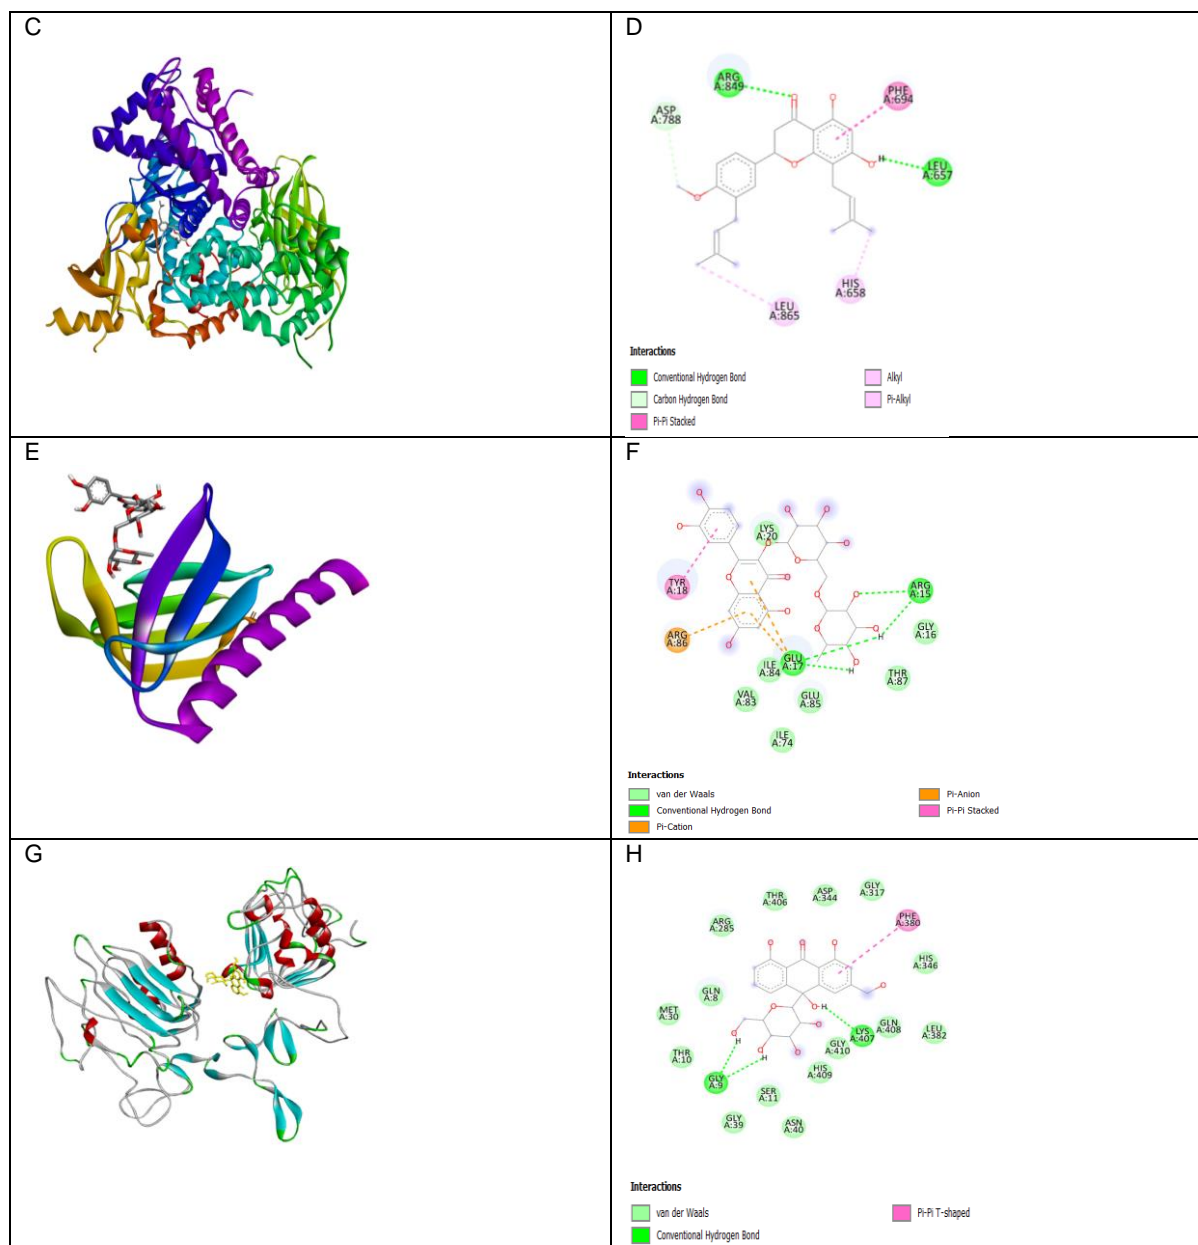 C
D
ARG
A:849
PHE
A:694
ASP
A:788
O
O
H
O
O
LEU
A:657
O
HIS
A:658
LEU
A:865
Interactions
Conventional Hydrogen Bond
Alkyl
Carbon Hydrogen Bond
Pi-Alkyl
Pi-Pi Stacked
E
F
LYS
A:20
TYR
A:18
ARG
A:15
ARG
A:86
GLY
A:16
GLU
A:17
ILE
A:84
THR
A:87
VAL
A:83
GLU
A:85
ILE
A:74
Interactions
van der Waals
Pi-Anion
Conventional Hydrogen Bond
Pi-Pi Stacked
Pi-Cation
G
H
THR
A:406
ASP
A:344
GLY
A:317
ARG
A:285
PHE
A:380
HIS
A:346
GLN
A:8
MET
A:30
LYS
A:407
GLN
A:408
LEU
A:382
GLY
A:410
THR
A:10
HIS
A:409
GLY
A:9
SER
A:11
GLY
A:39
ASN
A:40
Interactions
van der Waals
Pi-Pi T-shaped
Conventional Hydrogen Bond